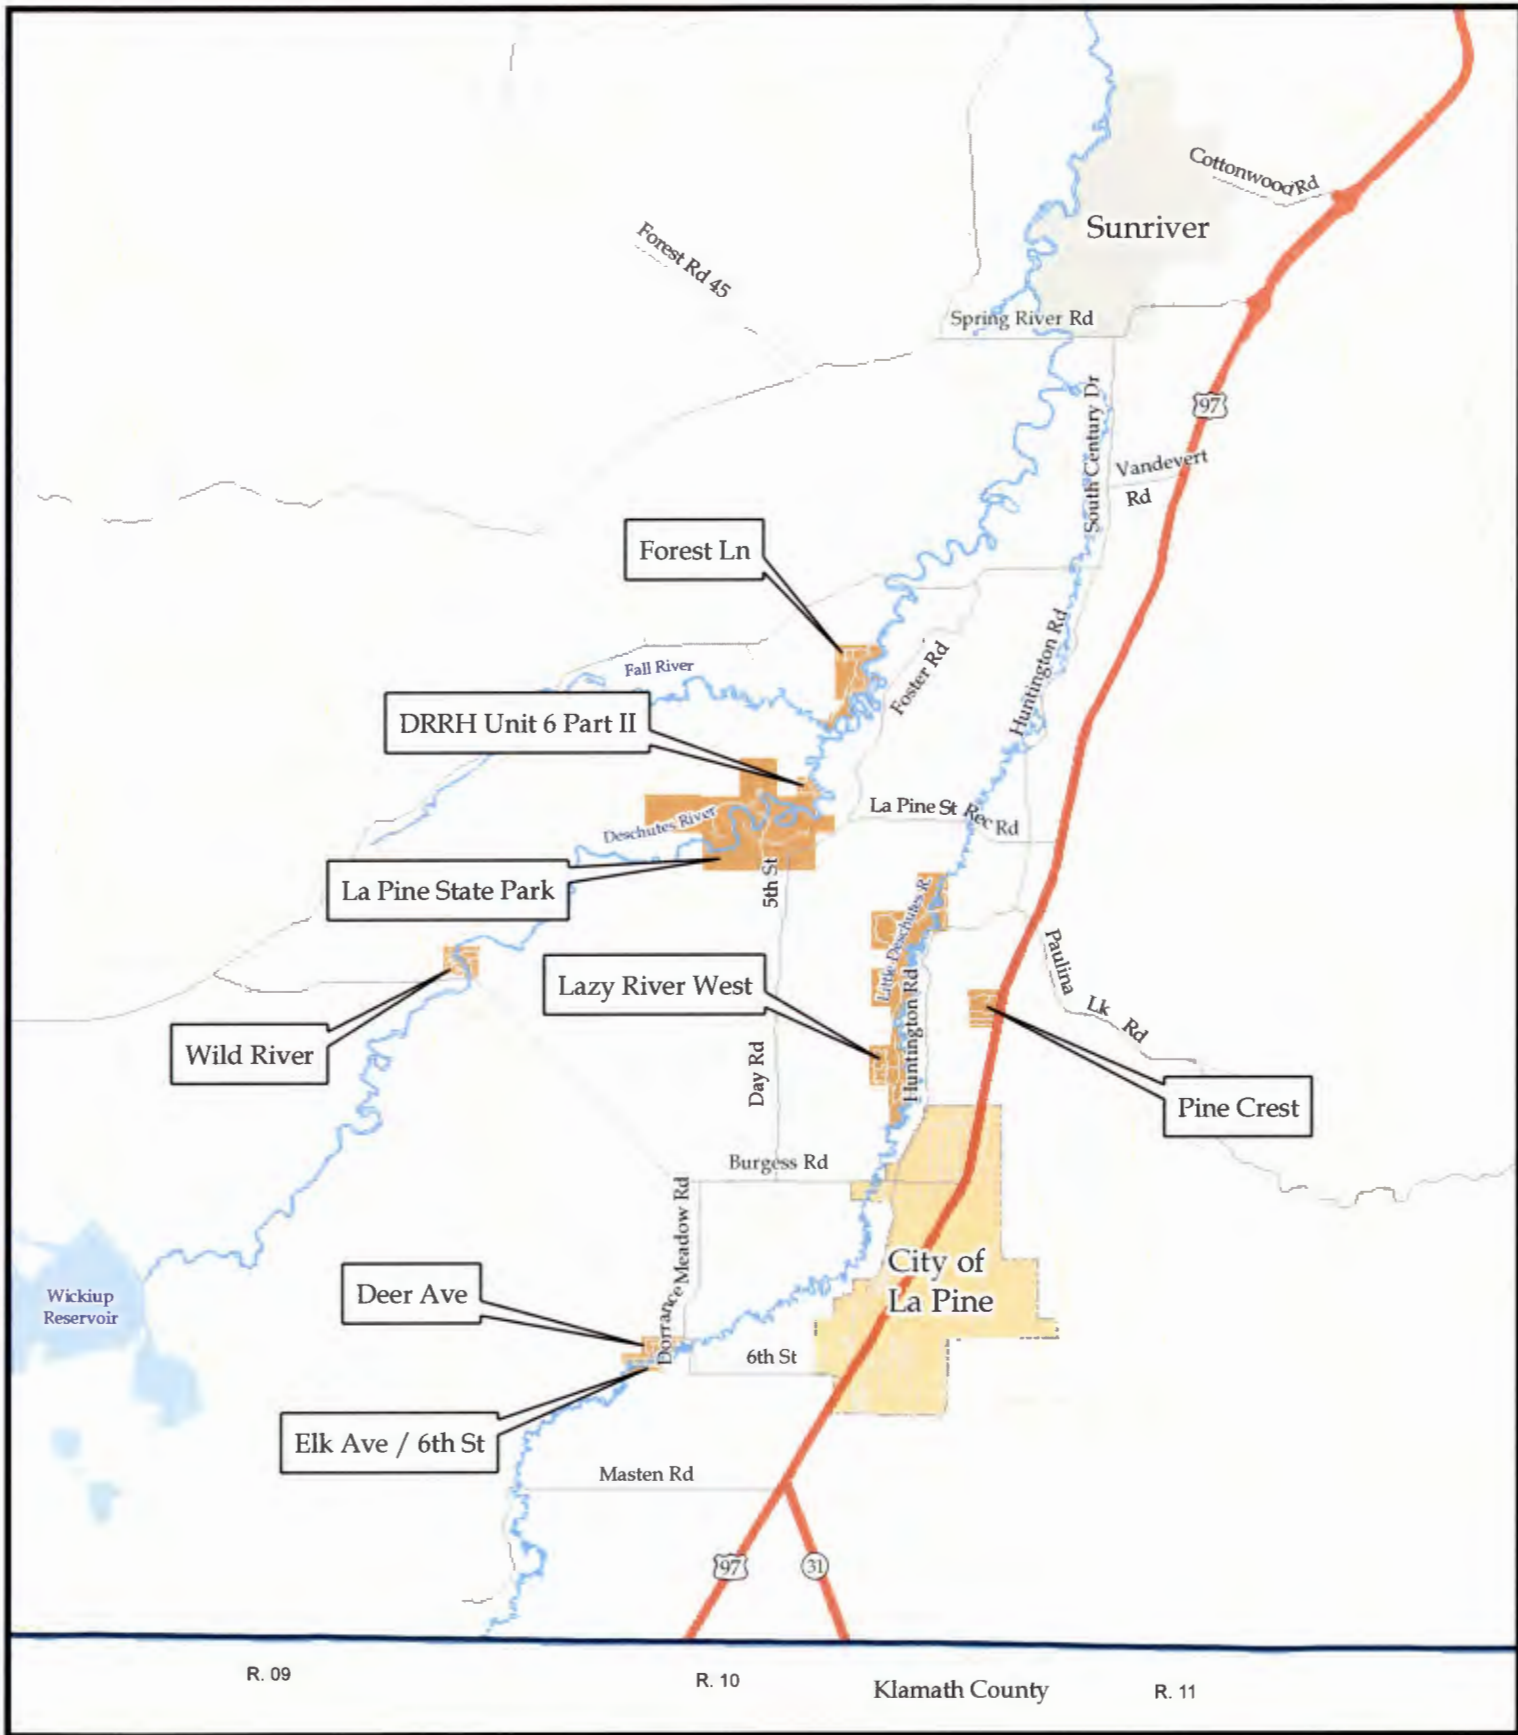 Cottonwood Rd
Sunriver
Forest Rd 45
Spring River Rd
97
South Century Dr
Vandevert
Rd
Forest Ln
Fall River
Foster Rd
Huntington Rd
DRRH Unit 6 Part II
La Pine St Rec Rd
Deschutes River
La Pine State Park
5th St
Little Deschutes R.
Paulina Lk Rd
Lazy River West
Huntington Rd
Wild River
Day Rd
Pine Crest
Burgess Rd
Dorrance Meadow Rd
City of
La Pine
Deer Ave
Wickiup
Reservoir
6th St
Elk Ave / 6th St
Masten Rd
97
31
R. 09
R. 10
Klamath County
R. 11